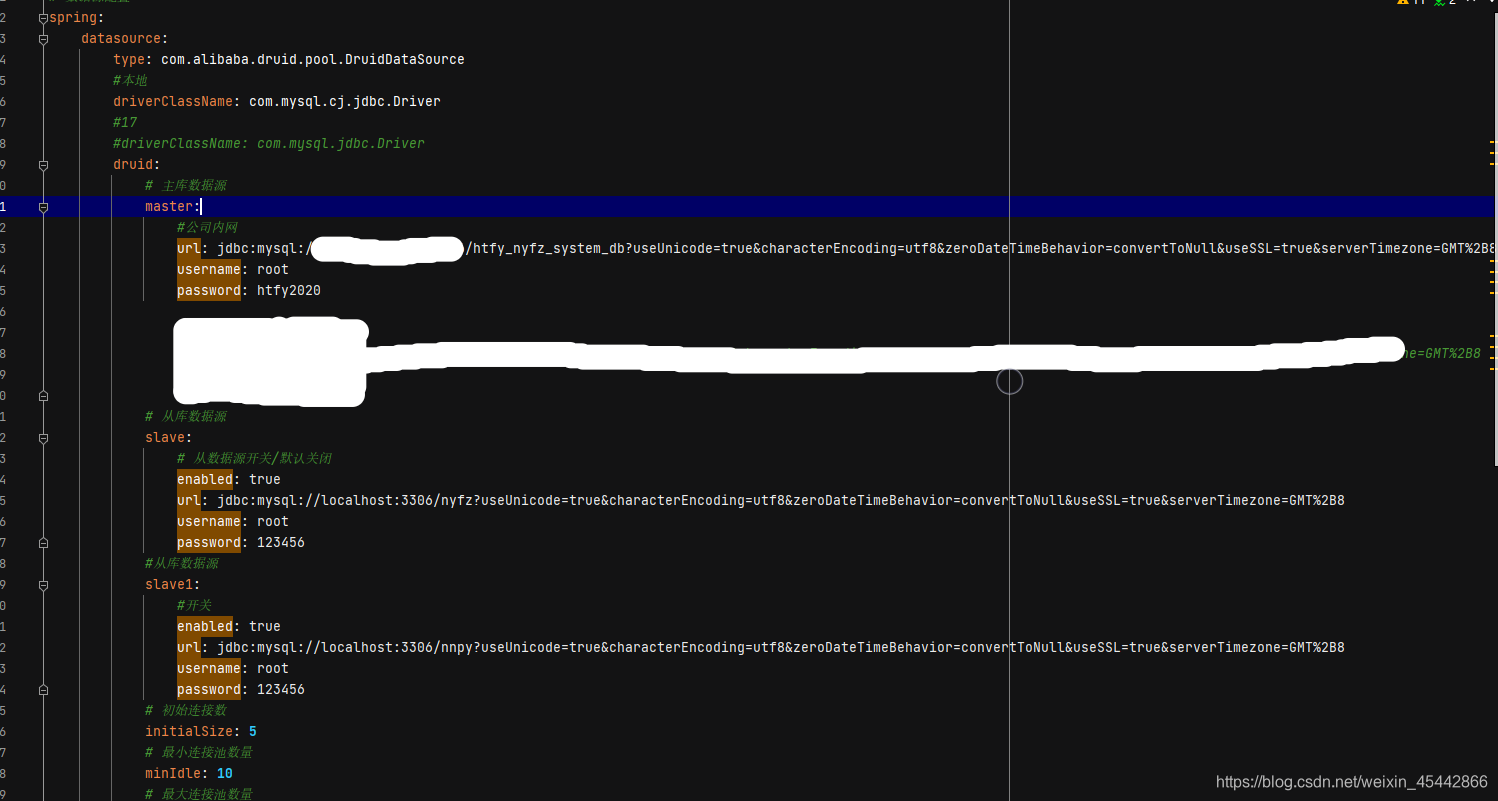 2 spring:
3 datasource:
4 type: com.alibaba.druid.pool.DruidDataSource
5 #本地
6 driverClassName: com.mysql.cj.jdbc.Driver
7 #17
8 #driverClassName: com.mysql.jdbc.Driver
9 druid:
0 # 主库数据源
1 master:
2 #公司内网
3 url: jdbc:mysql:/ /htfy_nyfz_system_db?useUnicode=true&characterEncoding=utf8&zeroDateTimeBehavior=convertToNull&useSSL=true&serverTimezone=GMT%2B8
4 username: root
5 password: htfy2020
6
7
8 ne=GMT%2B8
9
0
1 # 从库数据源
2 slave:
3 # 从数据源开关/默认关闭
4 enabled: true
5 url: jdbc:mysql://localhost:3306/nyfz?useUnicode=true&characterEncoding=utf8&zeroDateTimeBehavior=convertToNull&useSSL=true&serverTimezone=GMT%2B8
6 username: root
7 password: 123456
8 #从库数据源
9 slave1:
0 #开关
1 enabled: true
2 url: jdbc:mysql://localhost:3306/nnpy?useUnicode=true&characterEncoding=utf8&zeroDateTimeBehavior=convertToNull&useSSL=true&serverTimezone=GMT%2B8
3 username: root
4 password: 123456
5 # 初始连接数
6 initialSize: 5
7 # 最小连接池数量
8 minIdle: 10
9 # 最大连接池数量
https://blog.csdn.net/weixin_45442866